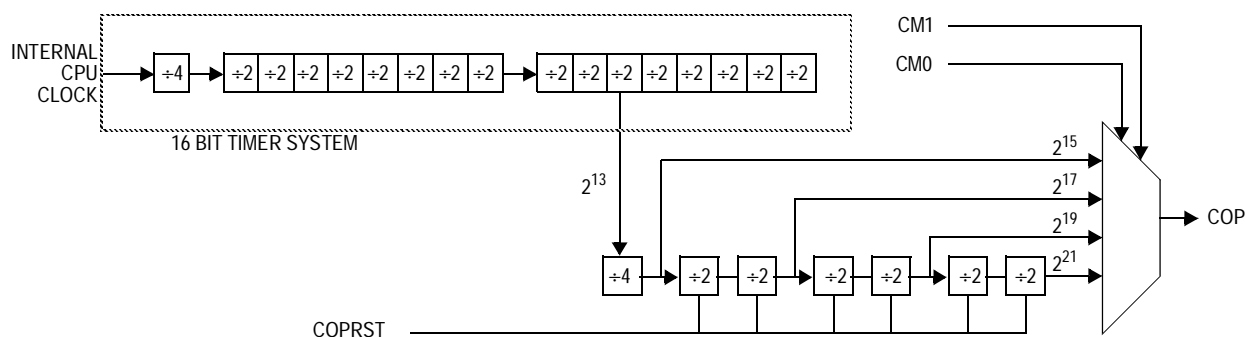 CM1
INTERNAL
CPU
CLOCK
÷4 ÷2 ÷2 ÷2 ÷2 ÷2 ÷2 ÷2 ÷2 ÷2 ÷2 ÷2 ÷2 ÷2 ÷2 ÷2 ÷2
CM0
16 BIT TIMER SYSTEM
2^15
2^13
2^17
COP
2^19
÷4 ÷2 ÷2 ÷2 ÷2 ÷2 ÷2 2^21
COPRST